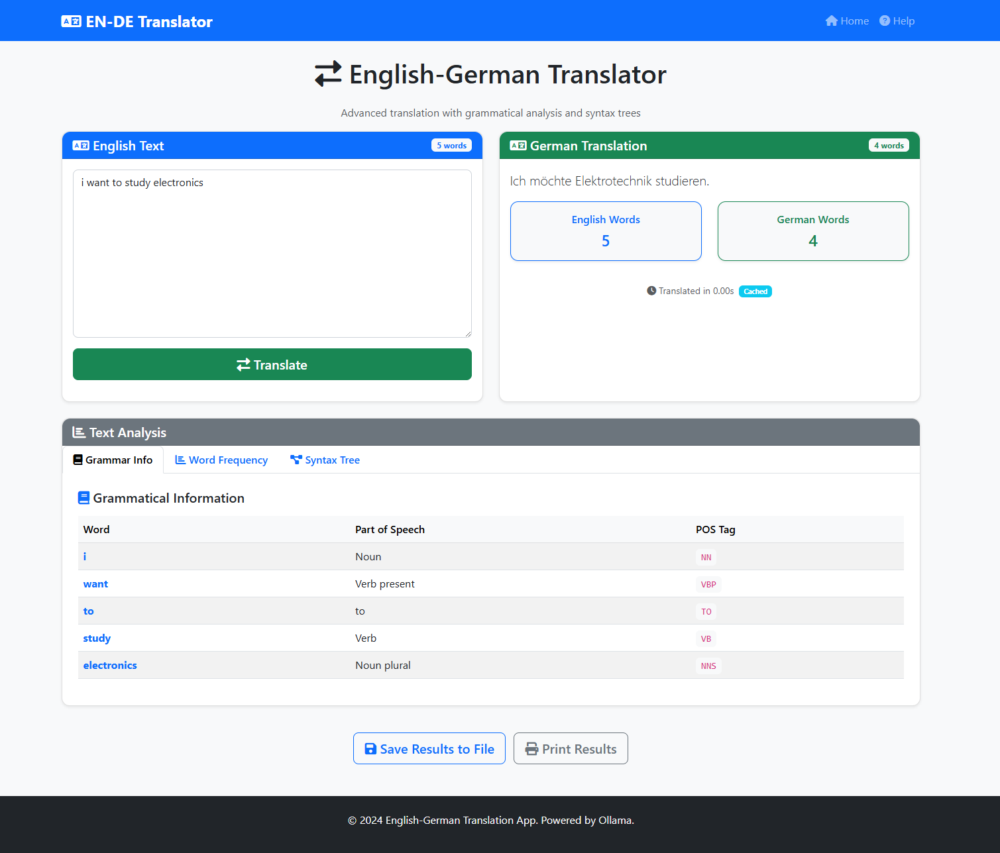 EN-DE Translator
Home
Help
English-German Translator
Advanced translation with grammatical analysis and syntax trees
English Text
5 words
i want to study electronics
Translate
German Translation
4 words
Ich möchte Elektrotechnik studieren.
English Words
5
German Words
4
Translated in 0.00s Cached
Text Analysis
Grammar Info
Word Frequency
Syntax Tree
Grammatical Information
Word Part of Speech POS Tag
i Noun NN
want Verb present VBP
to to TO
study Verb VB
electronics Noun plural NNS
Save Results to File
Print Results
© 2024 English-German Translation App. Powered by Ollama.